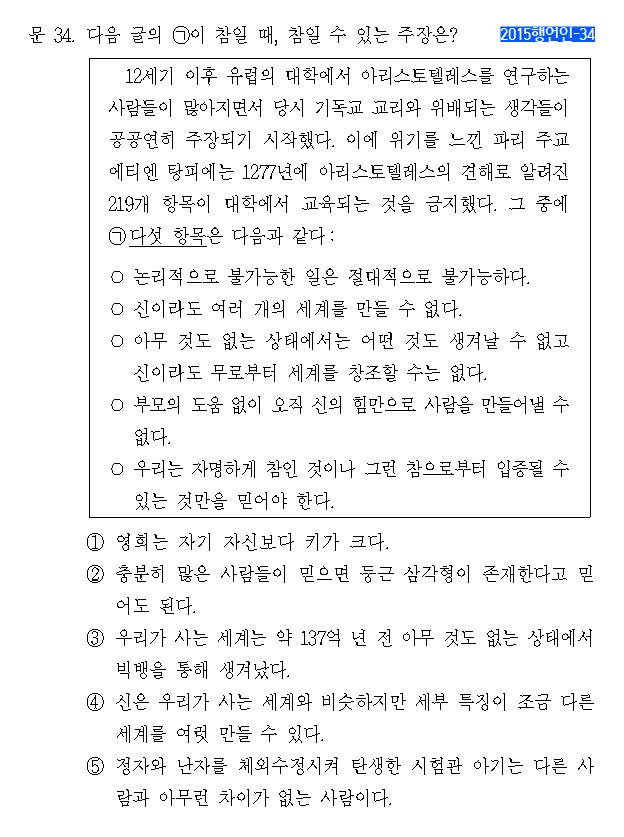 문 34. 다음 글의 ㉠이 참일 때, 참일 수 있는 주장은? 2015행언인-34
12세기 이후 유럽의 대학에서 아리스토텔레스를 연구하는
사람들이 많아지면서 당시 기독교 교리와 위배되는 생각들이
공공연히 주장되기 시작했다. 이에 위기를 느낀 파리 주교
에티엔 탕피에는 1277년에 아리스토텔레스의 견해로 알려진
219개 항목이 대학에서 교육되는 것을 금지했다. 그 중에
㉠다섯 항목은 다음과 같다:
○ 논리적으로 불가능한 일은 절대적으로 불가능하다.
○ 신이라도 여러 개의 세계를 만들 수 없다.
○ 아무 것도 없는 상태에서는 어떤 것도 생겨날 수 없고
신이라도 무로부터 세계를 창조할 수는 없다.
○ 부모의 도움 없이 오직 신의 힘만으로 사람을 만들어낼 수
없다.
○ 우리는 자명하게 참인 것이나 그런 참으로부터 입증될 수
있는 것만을 믿어야 한다.
① 영희는 자기 자신보다 키가 크다.
② 충분히 많은 사람들이 믿으면 둥근 삼각형이 존재한다고 믿
어도 된다.
③ 우리가 사는 세계는 약 137억 년 전 아무 것도 없는 상태에서
빅뱅을 통해 생겨났다.
④ 신은 우리가 사는 세계와 비슷하지만 세부 특징이 조금 다른
세계를 여럿 만들 수 있다.
⑤ 정자와 난자를 체외수정시켜 탄생한 시험관 아기는 다른 사
람과 아무런 차이가 없는 사람이다.